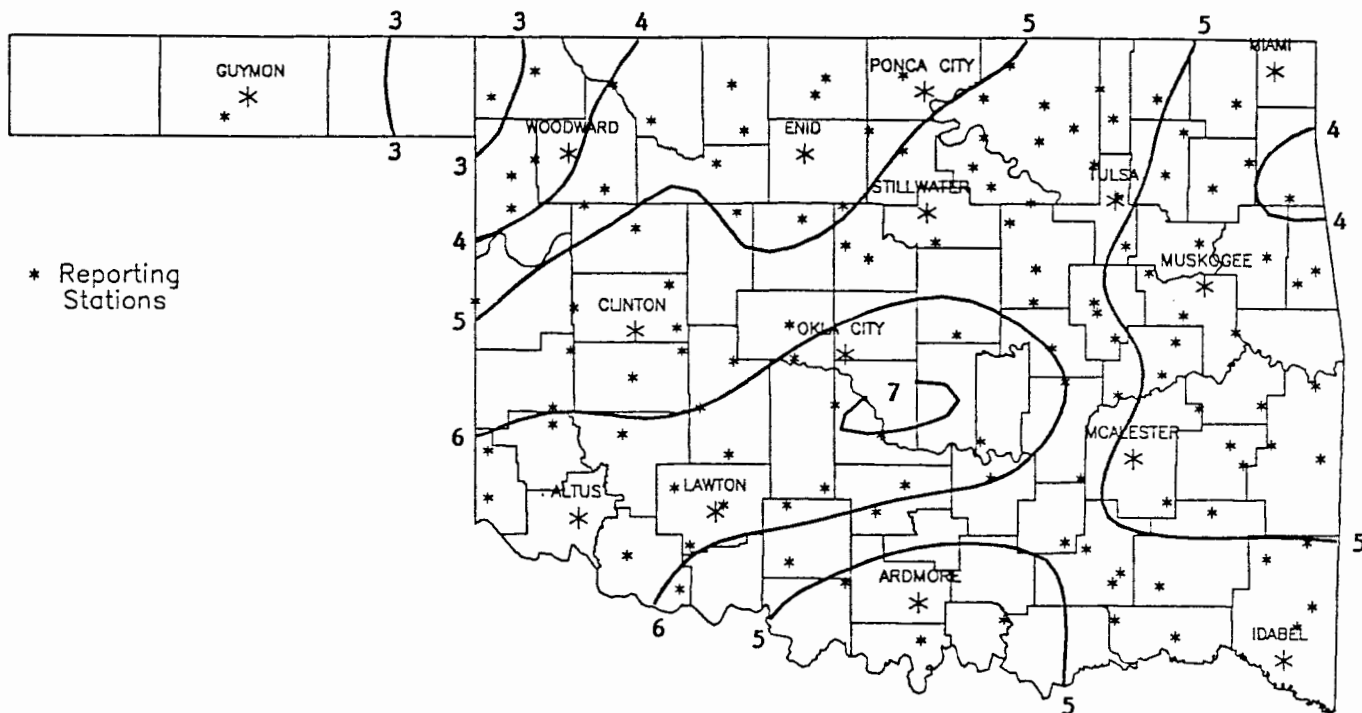 3 3 4 5 5
MIAMI
GUYMON
PONCA CITY
WOODWARD
ENID
4
3
3
TULSA
STILLWATER
4
4
MUSKOGEE
* Reporting
Stations
CLINTON
5
OKLA CITY
7
6
MCALESTER
ALTUS
LAWTON
5
ARDMORE
6
5
IDABEL
5